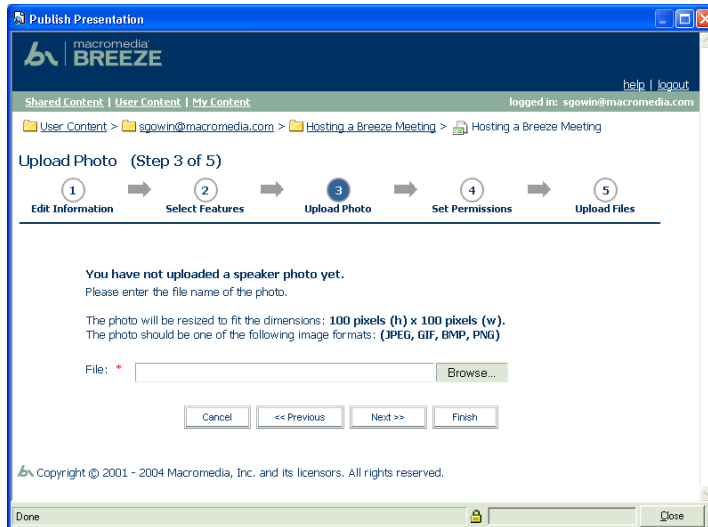 Publish Presentation
macromedia
BREEZE
help | logout
Shared Content | User Content | My Content
logged in: sgowin@macromedia.com
User Content > sgowin@macromedia.com > Hosting a Breeze Meeting > Hosting a Breeze Meeting
Upload Photo (Step 3 of 5)
1 2 3 4 5
Edit Information Select Features Upload Photo Set Permissions Upload Files
You have not uploaded a speaker photo yet.
Please enter the file name of the photo.
The photo will be resized to fit the dimensions: 100 pixels (h) x 100 pixels (w).
The photo should be one of the following image formats: (JPEG, GIF, BMP, PNG)
File: * Browse...
Cancel << Previous Next >> Finish
Copyright © 2001 - 2004 Macromedia, Inc. and its licensors. All rights reserved.
Done Close